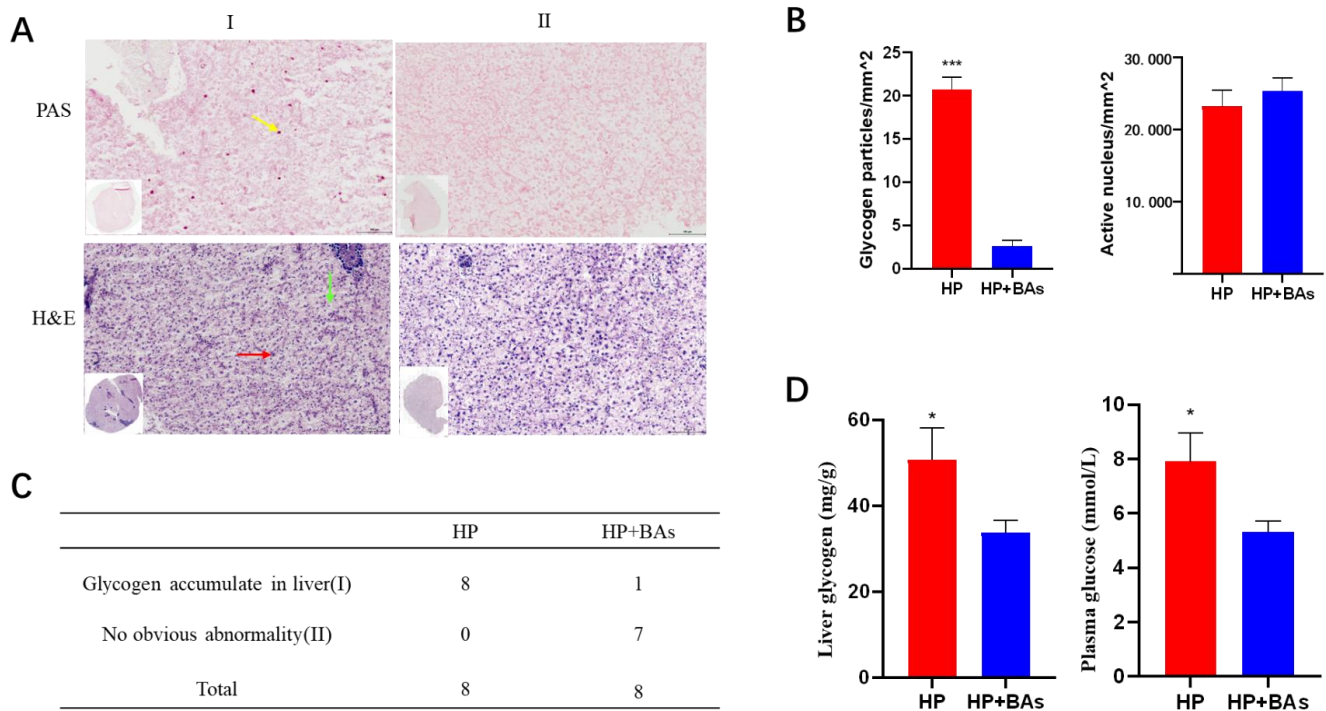 A
I
II
PAS
H&E
B
Glycogen particles/mm^2
25
20
15
10
5
0
***
HP
HP+BAs
Active nucleus/mm^2
30. 000
20. 000
10. 000
HP
HP+BAs
C
HP
HP+BAs
Glycogen accumulate in liver(I)
8
1
No obvious abnormality(II)
0
7
Total
8
8
D
Liver glycogen (mg/g)
60
40
20
0
*
HP
HP+BAs
Plasma glucose (mmol/L)
10
8
6
4
2
0
*
HP
HP+BAs